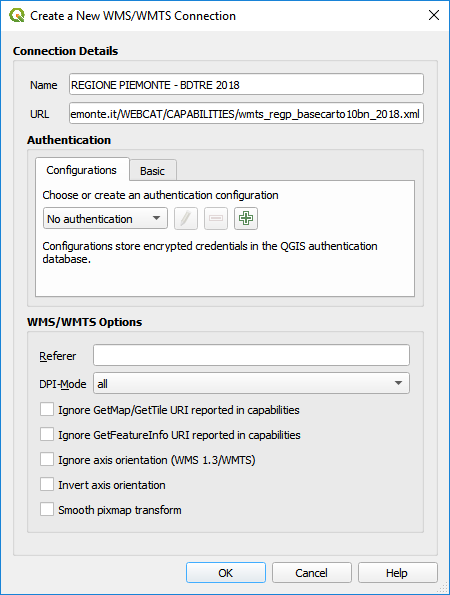 Create a New WMS/WMTS Connection
Connection Details
Name REGIONE PIEMONTE - BDTRE 2018
URL emonte.it/WEBCAT/CAPABILITIES/wmts_regp_basecarto10bn_2018.xml
Authentication
Configurations Basic
Choose or create an authentication configuration
No authentication
Configurations store encrypted credentials in the QGIS authentication
database.
WMS/WMTS Options
Referer
DPI-Mode all
Ignore GetMap/GetTile URI reported in capabilities
Ignore GetFeatureInfo URI reported in capabilities
Ignore axis orientation (WMS 1.3/WMTS)
Invert axis orientation
Smooth pixmap transform
OK Cancel Help